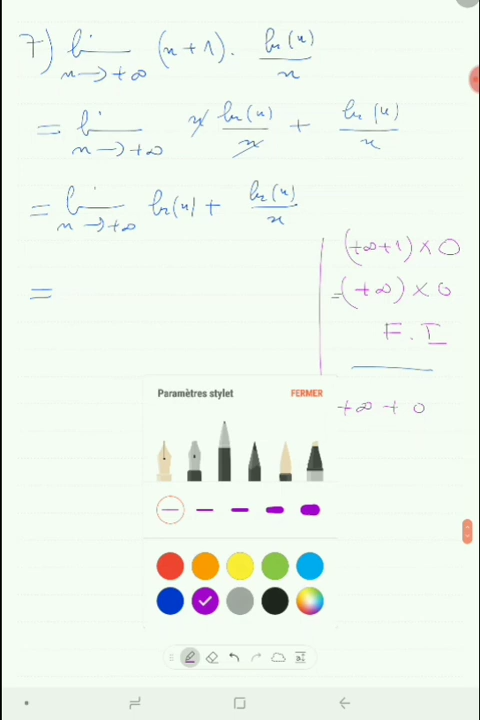 7) lim (x + 1) . ln(x)/x
x → +∞
= lim x ln(x)/x + ln(x)/x
x → +∞
= lim ln(x) + ln(x)/x
x → +∞
(+∞+1) × 0
= (+∞) × 0
F.I
=
+∞ + 0
Paramètres stylet FERMER